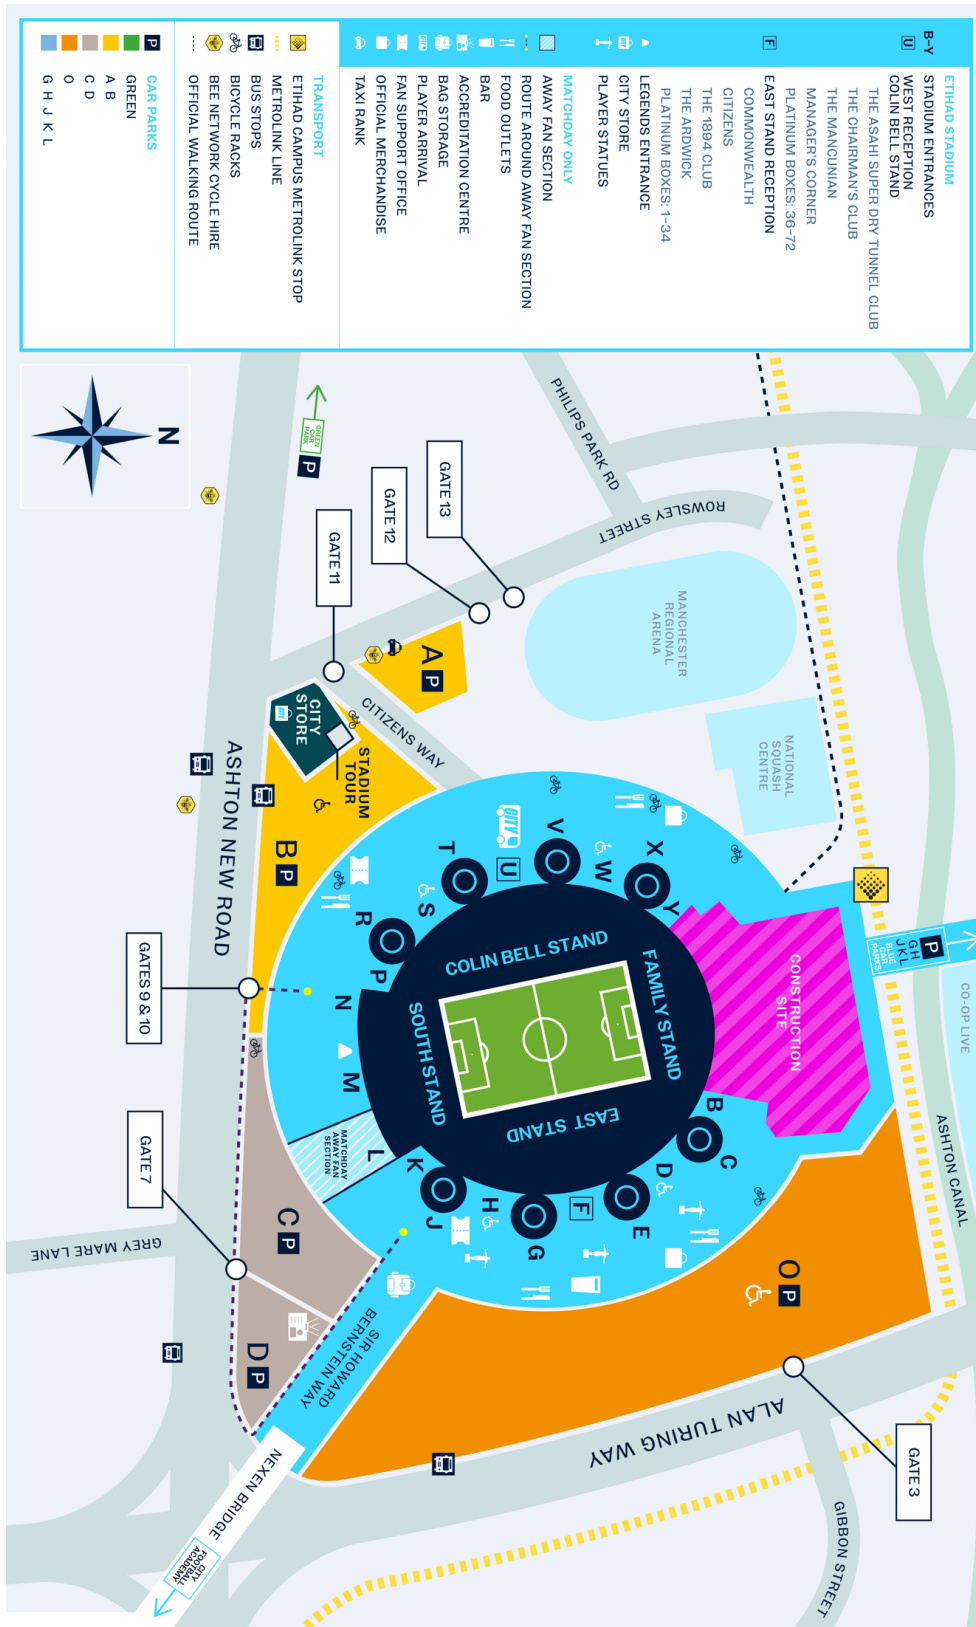 ETIHAD STADIUM
B-Y STADIUM ENTRANCES
U WEST RECEPTION
COLIN BELL STAND
THE ASAHI SUPER DRY TUNNEL CLUB
THE CHAIRMAN'S CLUB
THE MANCUNIAN
MANAGER'S CORNER
PLATINUM BOXES: 36-72
F EAST STAND RECEPTION
COMMONWEALTH
CITIZENS
THE 1894 CLUB
THE ARDWICK
PLATINUM BOXES: 1-34
LEGENDS ENTRANCE
CITY STORE
PLAYER STATUES
MATCHDAY ONLY
AWAY FAN SECTION
ROUTE AROUND AWAY FAN SECTION
FOOD OUTLETS
BAR
ACCREDITATION CENTRE
BAG STORAGE
PLAYER ARRIVAL
FAN SUPPORT OFFICE
OFFICIAL MERCHANDISE
TAXI RANK
TRANSPORT
ETIHAD CAMPUS METROLINK STOP
METROLINK LINE
BUS STOPS
BICYCLE RACKS
BEE NETWORK CYCLE HIRE
OFFICIAL WALKING ROUTE
P CAR PARKS
GREEN
A B
C D
O
G H J K L
N
GREEN
CAR
PARK
P
PHILIPS PARK RD
ROWSLEY STREET
GATE 13
GATE 12
GATE 11
MANCHESTER
REGIONAL
ARENA
NATIONAL
SQUASH
CENTRE
A P
CITIZENS WAY
CITY
STORE
STADIUM
TOUR
B P
ASHTON NEW ROAD
CITY
U
V
W
X
Y
T
S
R
P
N
M
L
K
J
H
G
F
E
D
C
B
COLIN BELL STAND
FAMILY STAND
SOUTH STAND
EAST STAND
CONSTRUCTION
SITE
P
GH
JKL
BLUE
CAR
PARKS
CO-OP LIVE
ASHTON CANAL
GATES 9 & 10
MATCHDAY
AWAY FAN
SECTION
GATE 7
C P
D P
O P
GREY MARE LANE
SIR HOWARD
BERNSTEIN WAY
ALAN TURING WAY
GATE 3
GIBBON STREET
NEXEN BRIDGE
CITY
FOOTBALL
ACADEMY